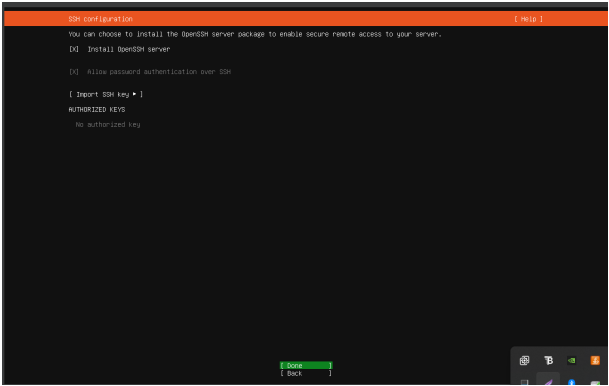 SSH configuration [ Help ]
You can choose to install the OpenSSH server package to enable secure remote access to your server.
[X] Install OpenSSH server
[X] Allow password authentication over SSH
[ Import SSH key ► ]
AUTHORIZED KEYS
No authorized key
[ Done ]
[ Back ]